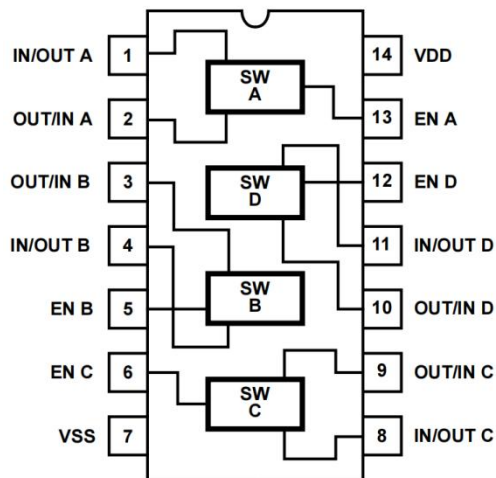 IN/OUT A 1
OUT/IN A 2
OUT/IN B 3
IN/OUT B 4
EN B 5
EN C 6
VSS 7
SW
A
SW
D
SW
B
SW
C
14 VDD
13 EN A
12 EN D
11 IN/OUT D
10 OUT/IN D
9 OUT/IN C
8 IN/OUT C